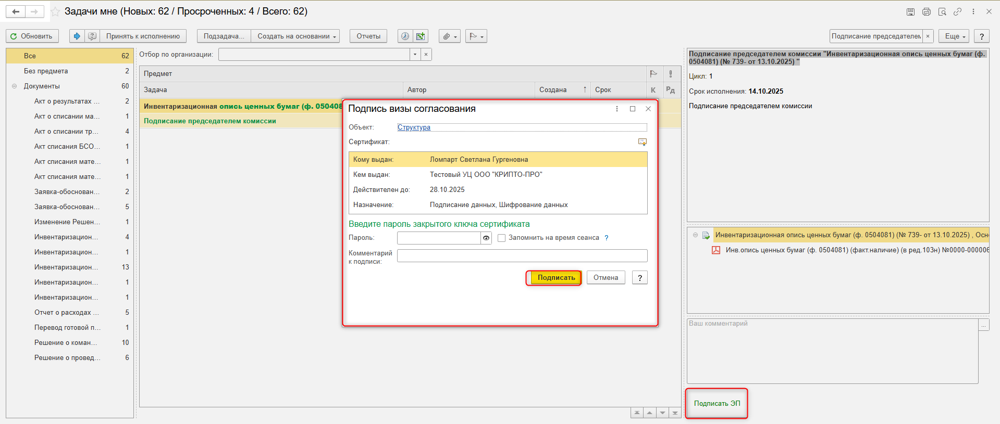 Задачи мне (Новых: 62 / Просроченных: 4 / Всего: 62)
Обновить
Принять к исполнению
Подзадача...
Создать на основании
Отчеты
Подписание председателем
×
Еще
?
Все 62
Без предмета 2
Документы 60
Акт о результатах ... 2
Акт о списании ма... 1
Акт о списании тр... 4
Акт списания БСО... 1
Акт списания мате... 1
Акт списания мате... 1
Заявка-обоснован... 2
Заявка-обоснован... 5
Изменение Решен... 1
Инвентаризацион... 4
Инвентаризацион... 1
Инвентаризацион... 13
Инвентаризацион... 1
Инвентаризацион... 1
Отчет о расходах ... 5
Перевод готовой п... 1
Решение о коман... 10
Решение о провед... 6
Отбор по организации:
Предмет
Задача Автор Создана ↑ Срок К Рд
Инвентаризационная опись ценных бумаг (ф. 050408
Подписание председателем комиссии
Подпись визы согласования
Объект: Структура
Сертификат:
Кому выдан: Ломпарт Светлана Гургеновна
Кем выдан: Тестовый УЦ ООО "КРИПТО-ПРО"
Действителен до: 28.10.2025
Назначение: Подписание данных, Шифрование данных
Введите пароль закрытого ключа сертификата
Пароль:
Запомнить на время сеанса ?
Комментарий
к подписи:
Подписать
Отмена
?
Подписание председателем комиссии "Инвентаризационная опись ценных бумаг (ф.
0504081) (№ 739- от 13.10.2025) "
Цикл: 1
Срок исполнения: 14.10.2025
Подписание председателем комиссии
Инвентаризационная опись ценных бумаг (ф. 0504081) (№ 739- от 13.10.2025) , Осн
Инв.опись ценных бумаг (ф. 0504081) (факт.наличие) (в ред.103н) №0000-000006
Ваш комментарий
...
Подписать ЭП